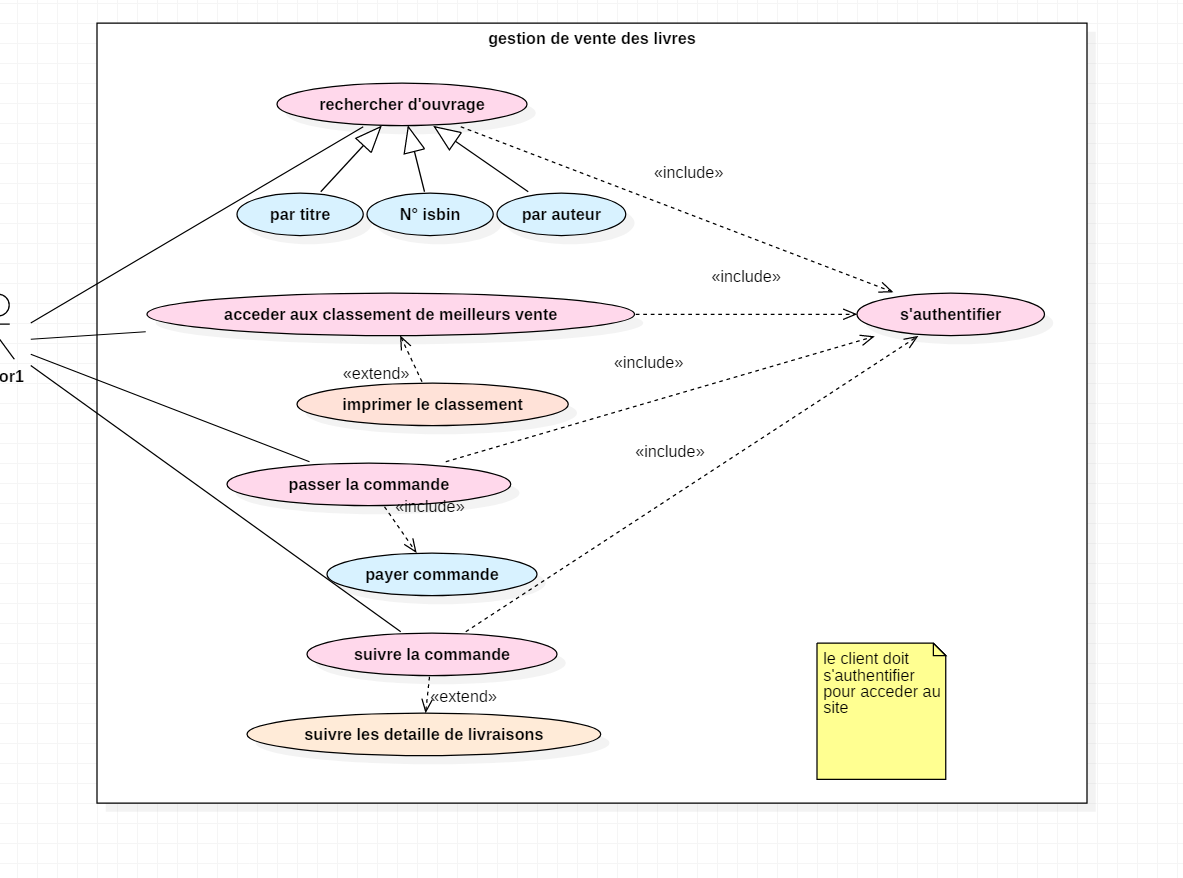 gestion de vente des livres
rechercher d'ouvrage
«include»
par titre
N° isbin
par auteur
«include»
acceder aux classement de meilleurs vente
s'authentifier
«include»
«extend»
or1
imprimer le classement
«include»
passer la commande
«include»
payer commande
suivre la commande
le client doit
s'authentifier
pour acceder au
site
«extend»
suivre les detaille de livraisons